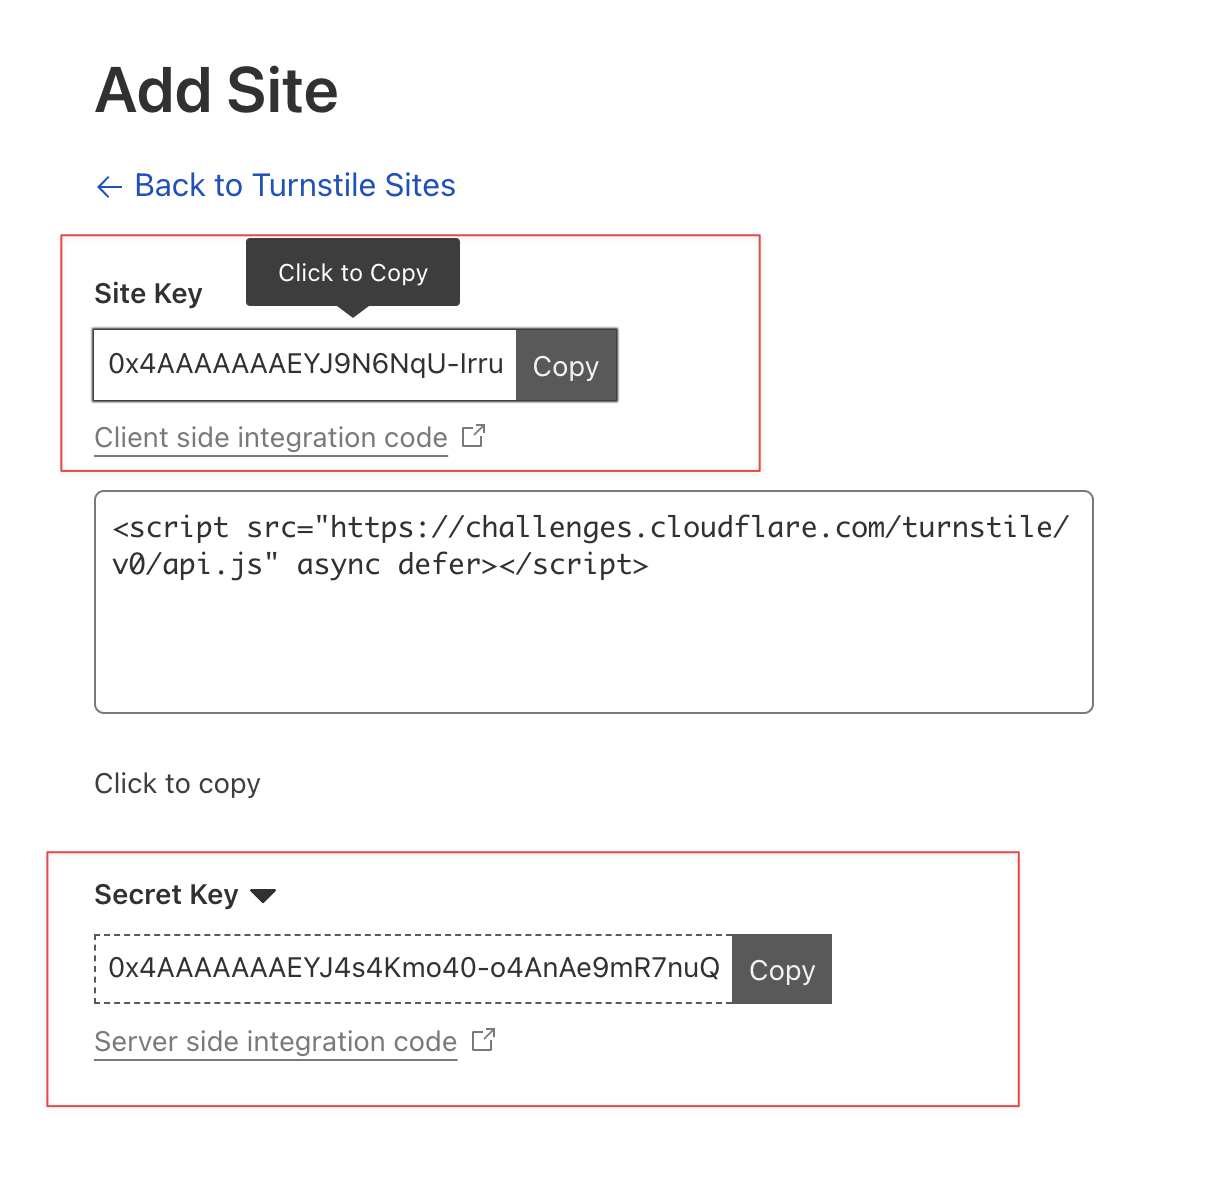 Add Site
← Back to Turnstile Sites
Click to Copy
Site Key
0x4AAAAAAAEYJ9N6NqU-Irru
Copy
Client side integration code
<script src="https://challenges.cloudflare.com/turnstile/
v0/api.js" async defer></script>
Click to copy
Secret Key
0x4AAAAAAAEYJ4s4Kmo40-o4AnAe9mR7nuQ
Copy
Server side integration code